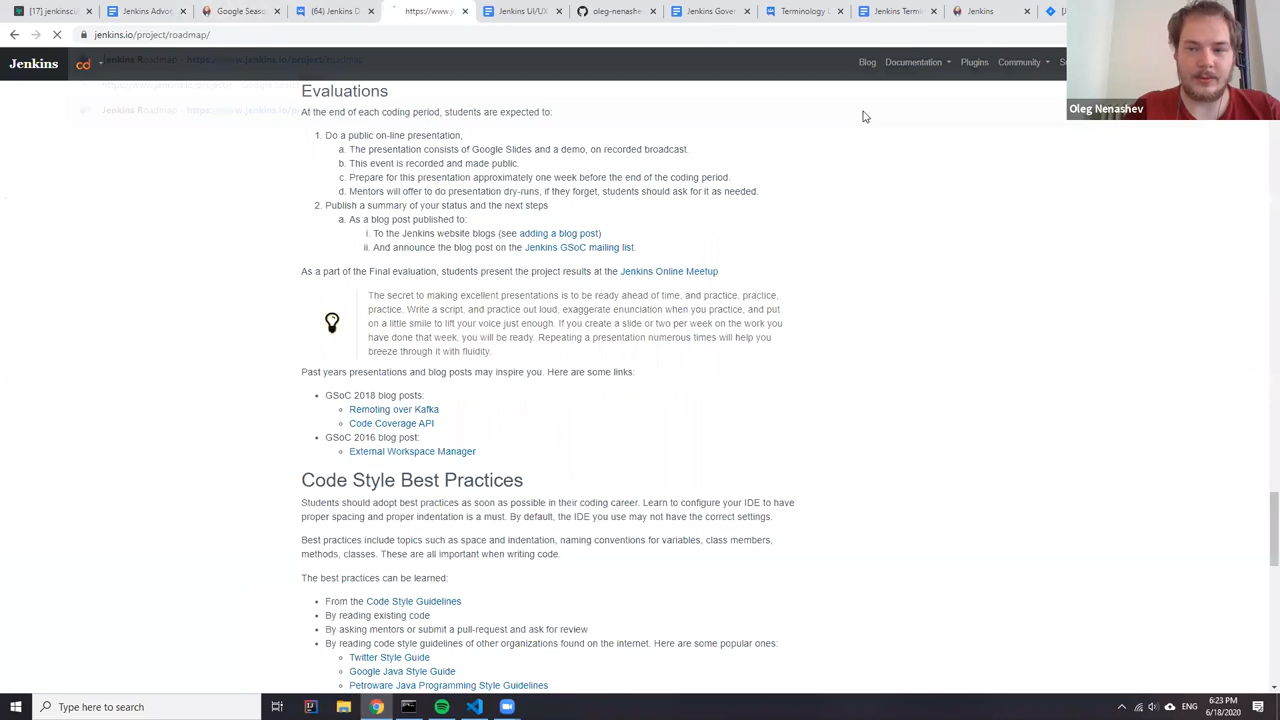 [17] jenkinsci
Advan
Jenkins L
Google Seaso
(64) Jenkins D
https://www.j
Jenkins UI/UX
oleg-nenashe
Jenkins Gove
Terminology U
Jenkins Termi
Jenkins
jenkins.io/project/roadmap/
Jenkins
cd
Jenkins Roadmap - https://www.jenkins.io/project/roadmap
Blog
Documentation
Plugins
Community
Oleg Nenashev
Evaluations
At the end of each coding period, students are expected to:
1. Do a public on-line presentation,
a. The presentation consists of Google Slides and a demo, on recorded broadcast.
b. This event is recorded and made public.
c. Prepare for this presentation approximately one week before the end of the coding period.
d. Mentors will offer to do presentation dry-runs, if they forget, students should ask for it as needed.
2. Publish a summary of your status and the next steps
a. As a blog post published to:
i. To the Jenkins website blogs (see adding a blog post)
ii. And announce the blog post on the Jenkins GSoC mailing list.
As a part of the Final evaluation, students present the project results at the Jenkins Online Meetup
The secret to making excellent presentations is to be ready ahead of time, and practice, practice,
practice. Write a script, and practice out loud, exaggerate enunciation when you practice, and put
on a little smile to lift your voice just enough. If you create a slide or two per week on the work you
have done that week, you will be ready. Repeating a presentation numerous times will help you
breeze through it with fluidity.
Past years presentations and blog posts may inspire you. Here are some links:
• GSoC 2018 blog posts:
Remoting over Kafka
Code Coverage API
• GSoC 2016 blog post:
External Workspace Manager
Code Style Best Practices
Students should adopt best practices as soon as possible in their coding career. Learn to configure your IDE to have
proper spacing and proper indentation is a must. By default, the IDE you use may not have the correct settings.
Best practices include topics such as space and indentation, naming conventions for variables, class members,
methods, classes. These are all important when writing code.
The best practices can be learned:
• From the Code Style Guidelines
• By reading existing code
• By asking mentors or submit a pull-request and ask for review
• By reading code style guidelines of other organizations found on the internet. Here are some popular ones:
Twitter Style Guide
Google Java Style Guide
Petroware Java Programming Style Guidelines
Type here to search
ENG
6:23 PM
6/18/2020